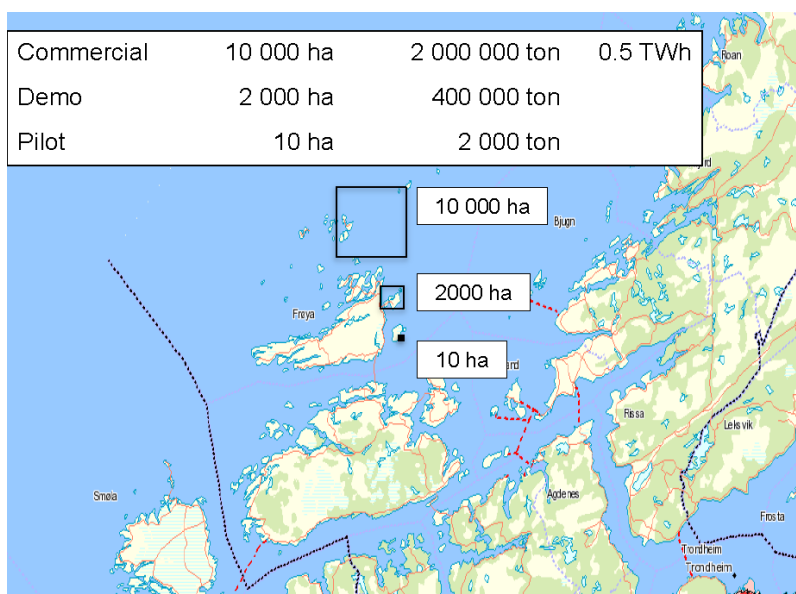 Commercial 10 000 ha 2 000 000 ton 0.5 TWh
Demo 2 000 ha 400 000 ton
Pilot 10 ha 2 000 ton
Roan
10 000 ha
Bjugn
2000 ha
Frøya
10 ha
Rissa
Leksvik
Smøla
Agdenes
Frosta
Trondheim
Trondheim